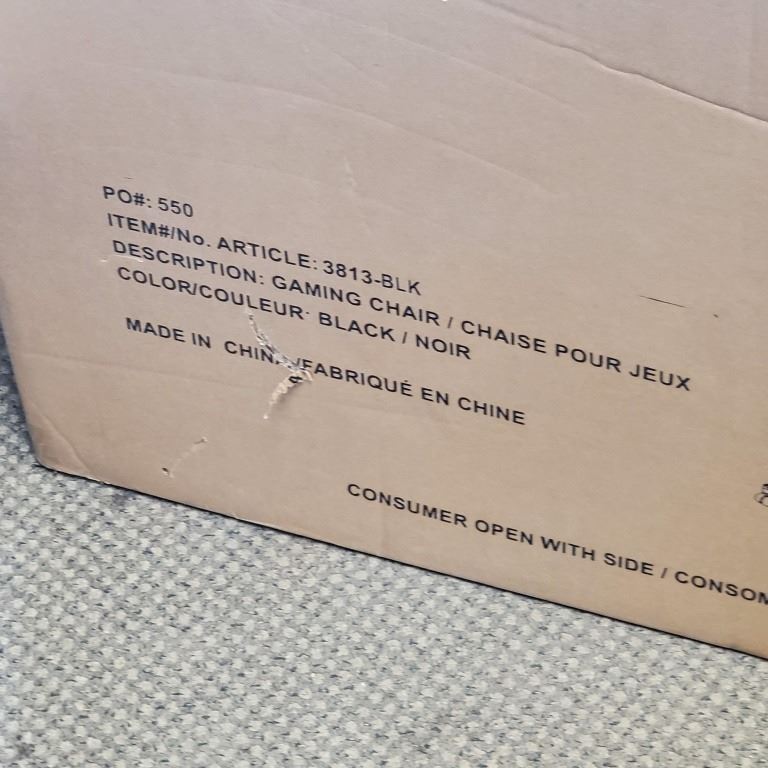 PO#: 550
ITEM#/No. ARTICLE: 3813-BLK
DESCRIPTION: GAMING CHAIR / CHAISE POUR JEUX
COLOR/COULEUR: BLACK / NOIR
MADE IN CHINA/FABRIQUÉ EN CHINE
CONSUMER OPEN WITH SIDE / CONSOM